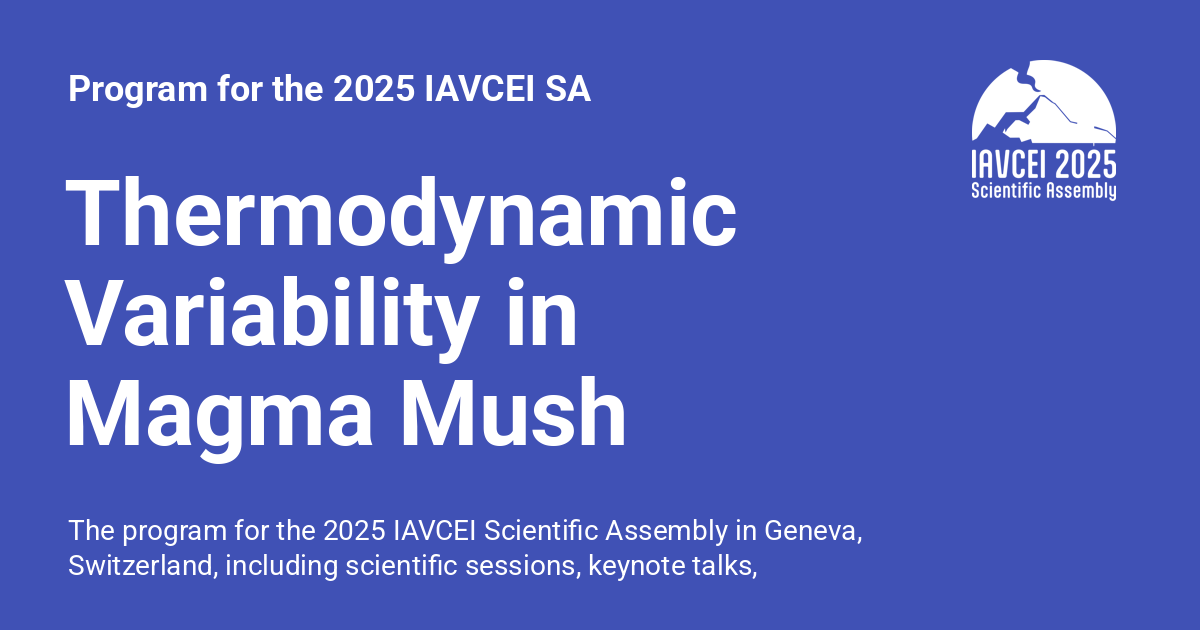 Program for the 2025 IAVCEI SA
IAVCEI 2025
Scientific Assembly
Thermodynamic
Variability in
Magma Mush
The program for the 2025 IAVCEI Scientific Assembly in Geneva,
Switzerland, including scientific sessions, keynote talks,